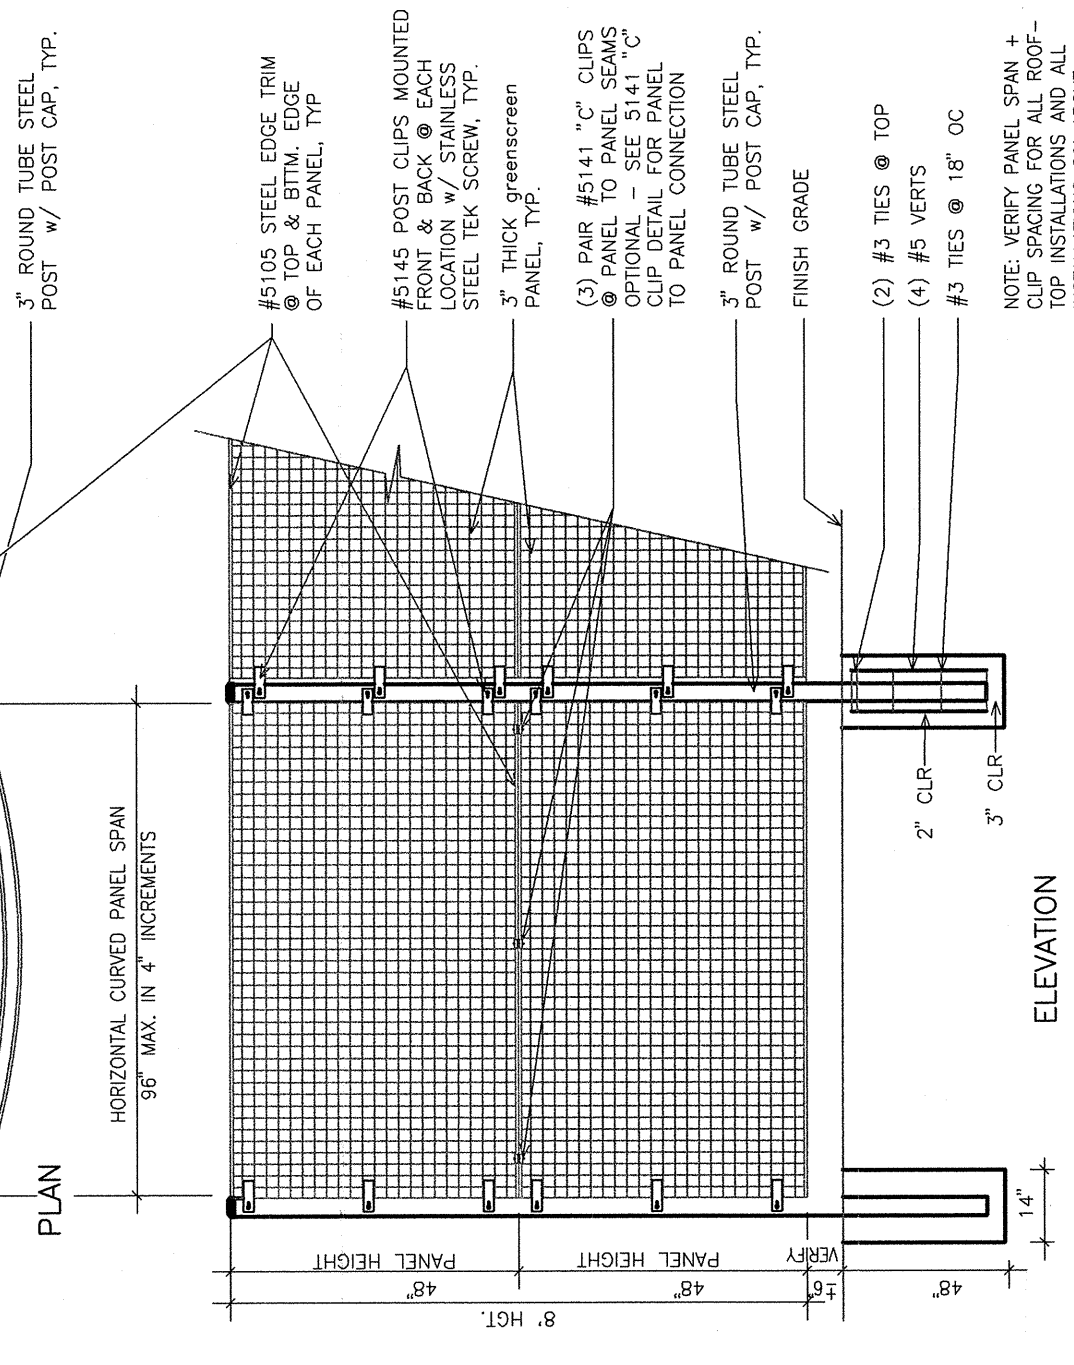 3" ROUND TUBE STEEL
POST w/ POST CAP, TYP.
#5105 STEEL EDGE TRIM
@ TOP & BTTM. EDGE
OF EACH PANEL, TYP
#5145 POST CLIPS MOUNTED
FRONT & BACK @ EACH
LOCATION w/ STAINLESS
STEEL TEK SCREW, TYP.
3" THICK greenscreen
PANEL, TYP.
(3) PAIR #5141 "C" CLIPS
@ PANEL TO PANEL SEAMS
OPTIONAL - SEE 5141 "C"
CLIP DETAIL FOR PANEL
TO PANEL CONNECTION
3" ROUND TUBE STEEL
POST w/ POST CAP, TYP.
FINISH GRADE
(2) #3 TIES @ TOP
(4) #5 VERTS
#3 TIES @ 18" OC
NOTE: VERIFY PANEL SPAN +
CLIP SPACING FOR ALL ROOF-
TOP INSTALLATIONS AND ALL
PLAN
HORIZONTAL CURVED PANEL SPAN
96" MAX. IN 4" INCREMENTS
8' HGT.
48"
PANEL HEIGHT
48"
PANEL HEIGHT
±6"
VERIFY
48"
14"
2" CLR
3" CLR
ELEVATION